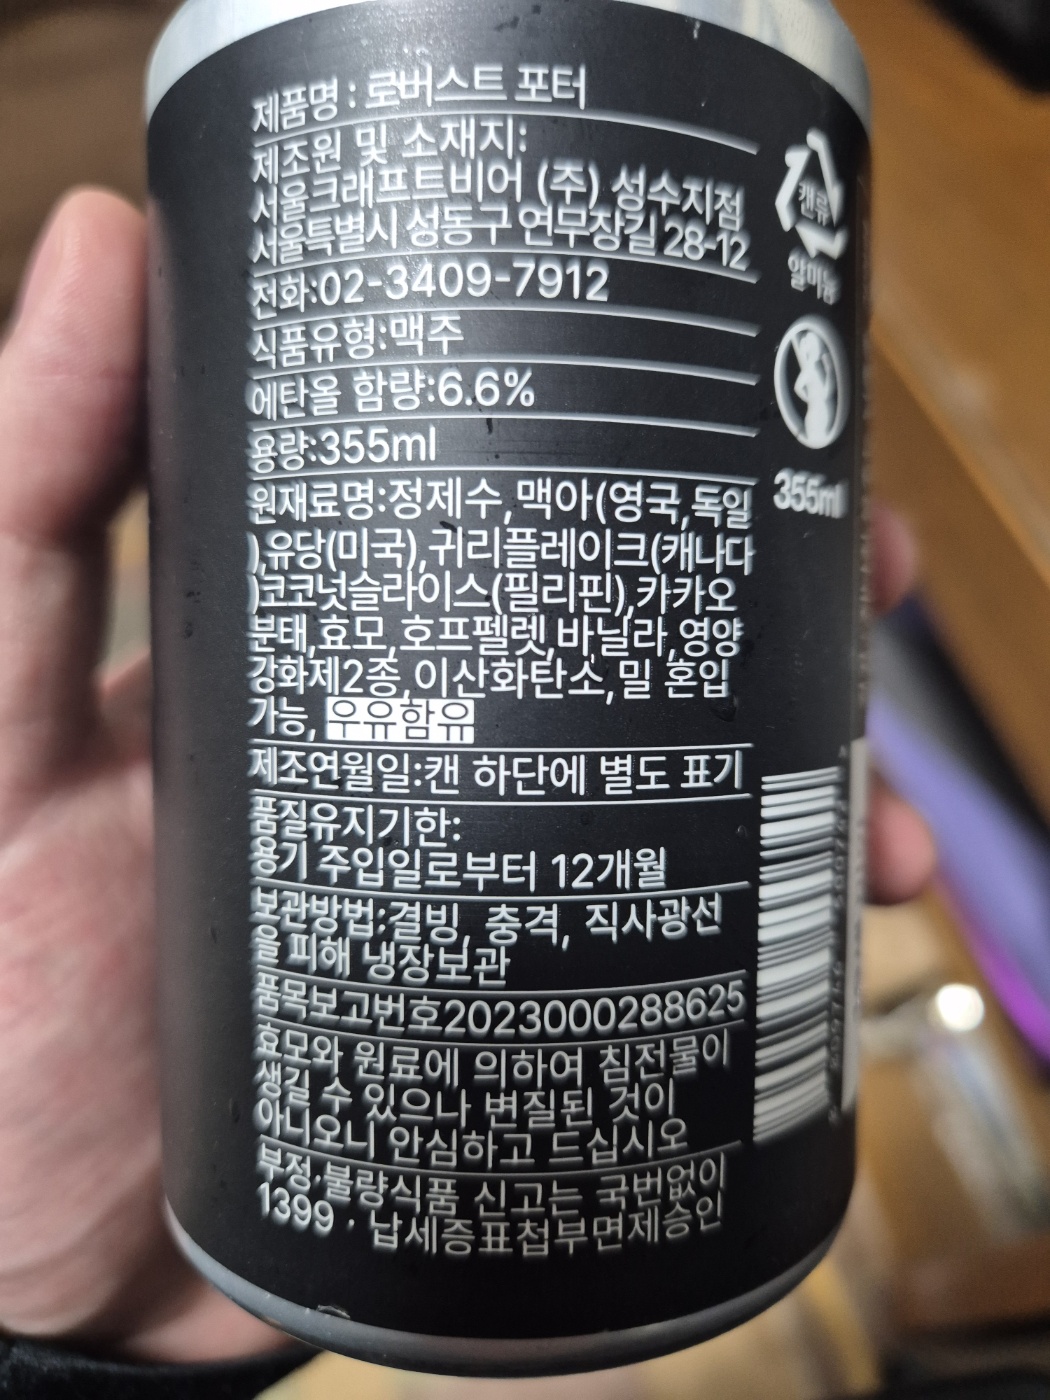 제품명 : 로버스트 포터
제조원 및 소재지:
서울크래프트비어 (주) 성수지점
서울특별시 성동구 연무장길 28-12
전화:02-3409-7912
식품유형:맥주
에탄올 함량:6.6%
용량:355ml
원재료명:정제수,맥아(영국,독일
),유당(미국),귀리플레이크(캐나다
)코코넛슬라이스(필리핀),카카오
분태,효모,호프펠렛,바닐라,영양
강화제2종,이산화탄소,밀 혼입
가능, 우유함유
제조연월일:캔 하단에 별도 표기
품질유지기한:
용기 주입일로부터 12개월
보관방법:결빙, 충격, 직사광선
을 피해 냉장보관
품목보고번호2023000288625
효모와 원료에 의하여 침전물이
생길 수 있으나 변질된 것이
아니오니 안심하고 드십시오
부정·불량식품 신고는 국번없이
1399 · 납세증표첩부면제승인
캔류
알미늄
355ml